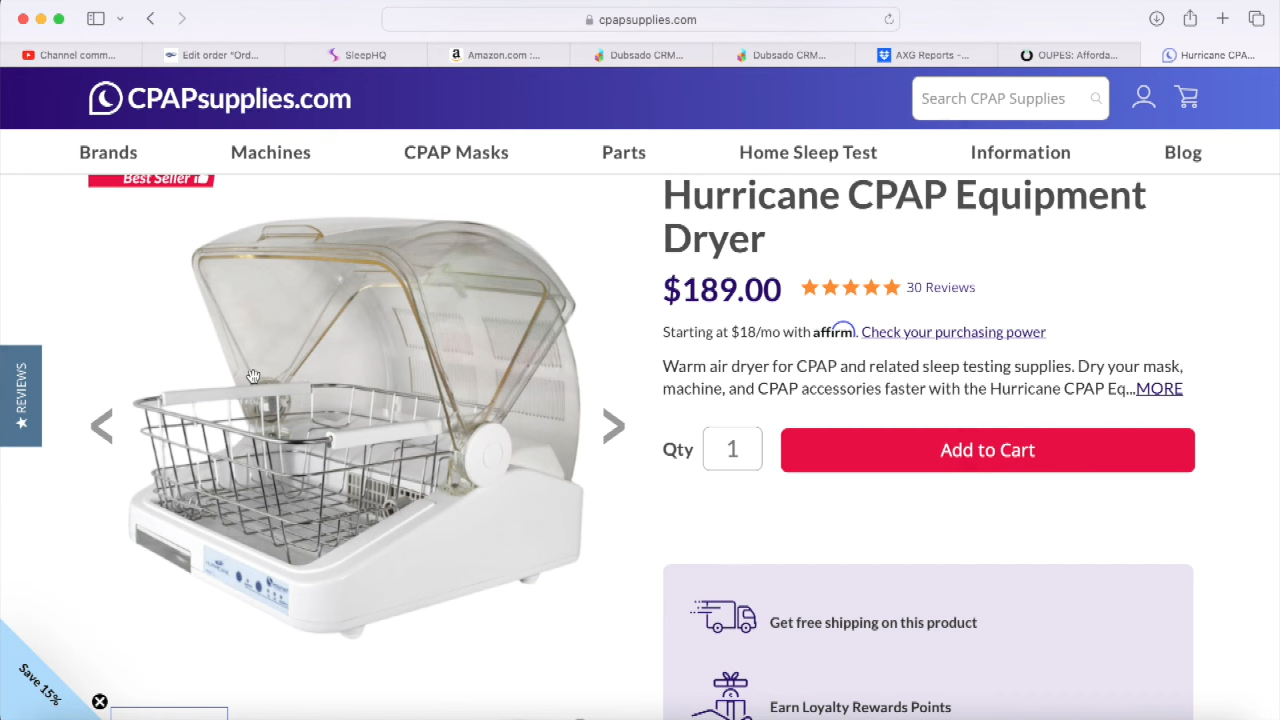 cpapsupplies.com
Channel comm...
Edit order “Ord...
SleepHQ
Amazon.com :...
Dubsado CRM...
Dubsado CRM...
AXG Reports -...
OUPES: Afforda...
Hurricane CPA...
CPAPsupplies.com
Search CPAP Supplies
Brands
Machines
CPAP Masks
Parts
Home Sleep Test
Information
Blog
Best Seller
Hurricane CPAP Equipment
Dryer
$189.00
30 Reviews
Starting at $18/mo with affirm. Check your purchasing power
Warm air dryer for CPAP and related sleep testing supplies. Dry your mask,
machine, and CPAP accessories faster with the Hurricane CPAP Eq...MORE
★ REVIEWS
< >
Qty 1 Add to Cart
HURRICANE
Get free shipping on this product
Save 15%
Earn Loyalty Rewards Points